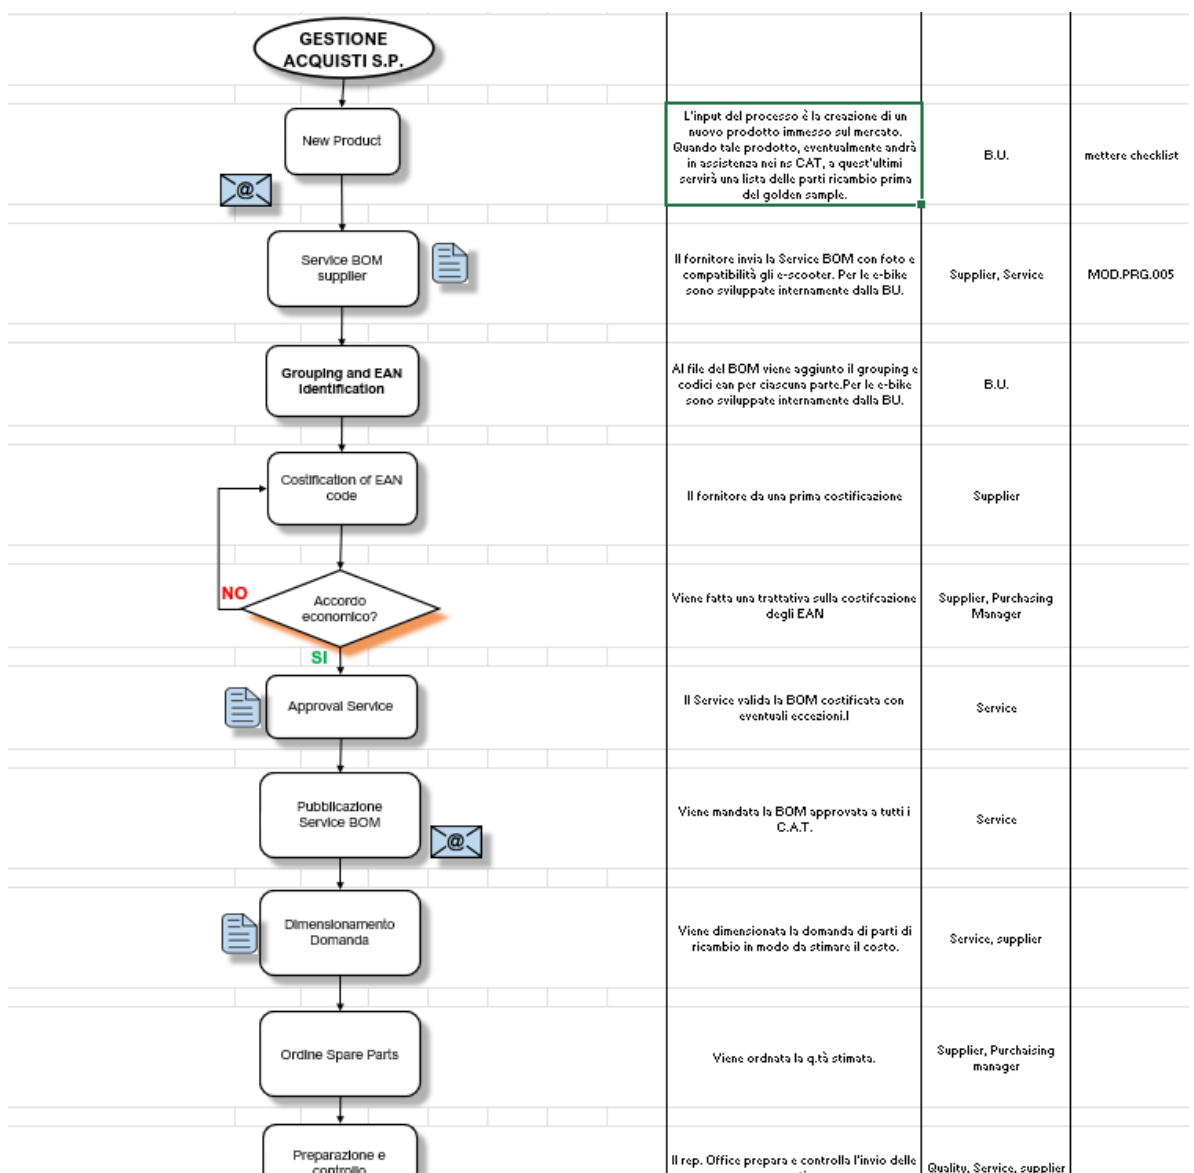 GESTIONE
ACQUISTI S.P.
New Product
L'input del processo è la creazione di un
nuovo prodotto immesso sul mercato.
Quando tale prodotto, eventualmente andrà
in assistenza nei ns CAT, a quest'ultimi
servirà una lista delle parti ricambio prima
del golden sample.
B.U.
mettere checklist
@
Service BOM
supplier
Il fornitore invia la Service BOM con foto e
compatibilità gli e-scooter. Per le e-bike
sono sviluppate internamente dalla BU.
Supplier, Service
MOD.PRG.005
Grouping and EAN
Identification
Al file del BOM viene aggiunto il grouping e
codici ean per ciascuna parte.Per le e-bike
sono sviluppate internamente dalla BU.
B.U.
Costification of EAN
code
Il fornitore da una prima costificazione
Supplier
NO
Accordo
economico?
Viene fatta una trattativa sulla costifcazione
degli EAN
Supplier, Purchasing
Manager
SI
Approval Service
Il Service valida la BOM costificata con
eventuali eccezioni.l
Service
Pubblicazione
Service BOM
@
Viene mandata la BOM approvata a tutti i
C.A.T.
Service
Dimensionamento
Domanda
Viene dimensionata la domanda di parti di
ricambio in modo da stimare il costo.
Service, supplier
Ordine Spare Parts
Viene ordnata la q.tà stimata.
Supplier, Purchaising
manager
Preparazione e
controllo
Il rep. Office prepara e controlla l'invio delle
Quality, Service, supplier